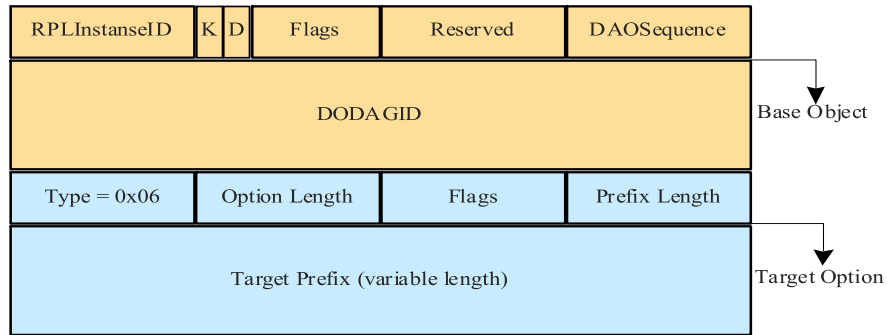 RPLInstanseID K D Flags Reserved DAOSequence
DODAGID
Base Object
Type = 0x06 Option Length Flags Prefix Length
Target Prefix (variable length)
Target Option